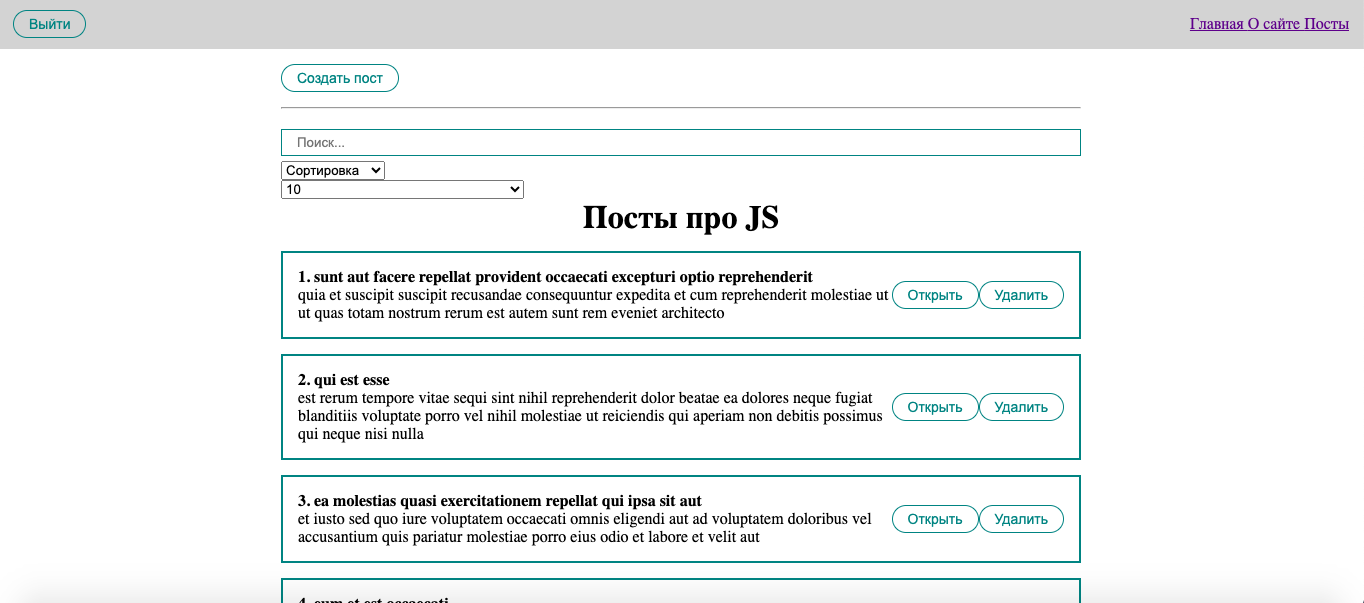 Выйти
Главная О сайте Посты
Создать пост
Поиск...
Сортировка
10
Посты про JS
1. sunt aut facere repellat provident occaecati excepturi optio reprehenderit
quia et suscipit suscipit recusandae consequuntur expedita et cum reprehenderit molestiae ut
ut quas totam nostrum rerum est autem sunt rem eveniet architecto
Открыть Удалить
2. qui est esse
est rerum tempore vitae sequi sint nihil reprehenderit dolor beatae ea dolores neque fugiat
blanditiis voluptate porro vel nihil molestiae ut reiciendis qui aperiam non debitis possimus
qui neque nisi nulla
Открыть Удалить
3. ea molestias quasi exercitationem repellat qui ipsa sit aut
et iusto sed quo iure voluptatem occaecati omnis eligendi aut ad voluptatem doloribus vel
accusantium quis pariatur molestiae porro eius odio et labore et velit aut
Открыть Удалить
4. eum et est occaecati